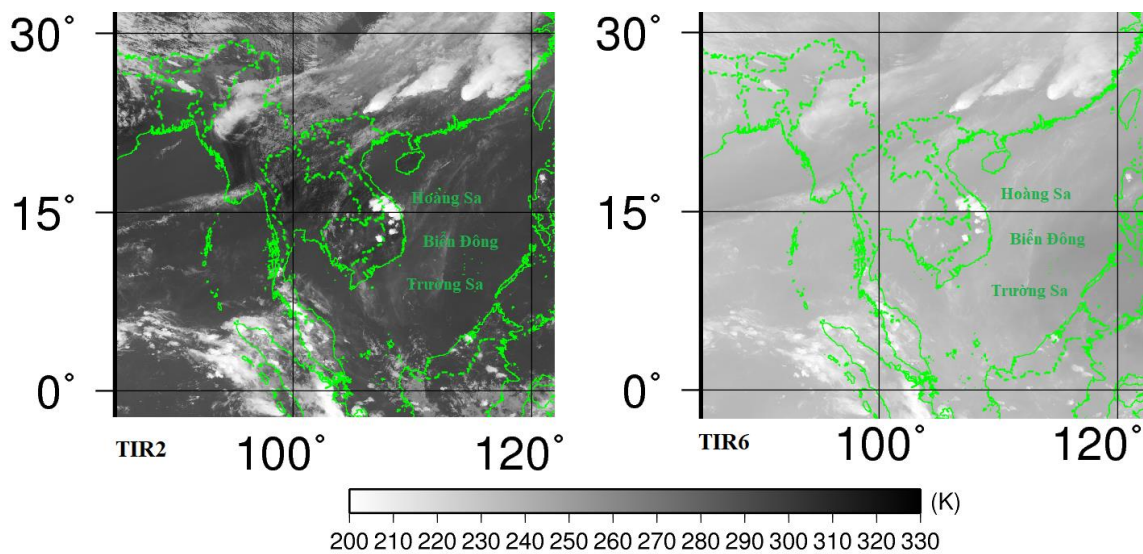 30°
15°
0°
Hoàng Sa
Biển Đông
Trường Sa
TIR2
100°
120°
30°
15°
0°
Hoàng Sa
Biển Đông
Trường Sa
TIR6
100°
120°
(K)
200 210 220 230 240 250 260 270 280 290 300 310 320 330